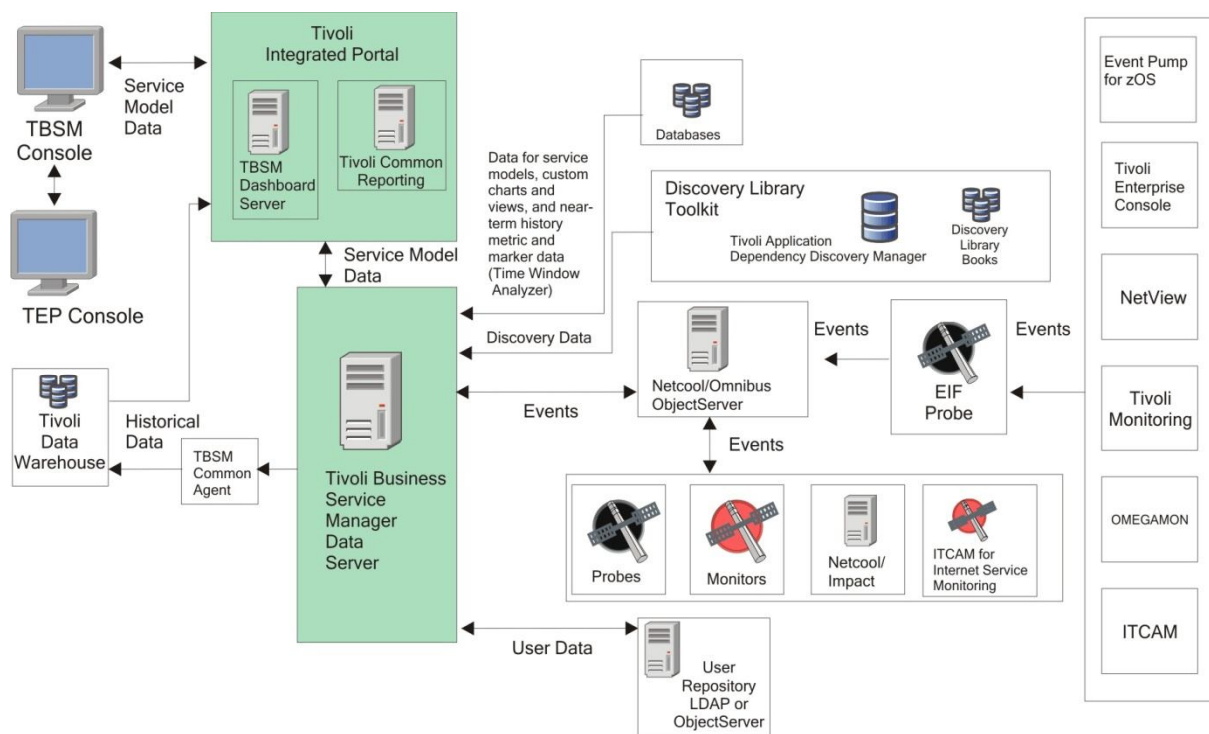 Tivoli
Integrated Portal
TBSM
Dashboard
Server
Tivoli Common
Reporting
Service
Model
Data
TBSM
Console
TEP Console
Service Model
Data
Data for service
models, custom
charts and
views, and near-
term history
metric and
marker data
(Time Window
Analyzer)
Databases
Discovery Library
Toolkit
Tivoli Application
Dependency Discovery Manager
Discovery
Library
Books
Discovery Data
Tivoli
Data
Warehouse
Historical
Data
TBSM
Common
Agent
Tivoli Business
Service
Manager
Data
Server
Events
Netcool/Omnibus
ObjectServer
Events
EIF
Probe
Events
Events
Probes
Monitors
Netcool/
Impact
ITCAM for
Internet Service
Monitoring
User Data
User
Repository
LDAP or
ObjectServer
Event Pump
for zOS
Tivoli
Enterprise
Console
NetView
Tivoli
Monitoring
OMEGAMON
ITCAM